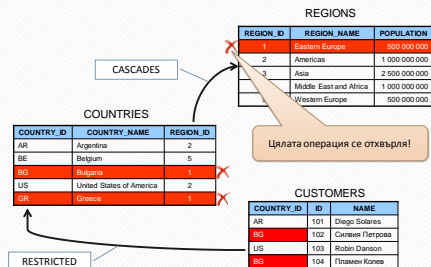 REGIONS
REGION_ID REGION_NAME POPULATION
1 Eastern Europe 500 000 000
2 Americas 1 000 000 000
3 Asia 2 500 000 000
Middle East and Africa 1 000 000 000
Western Europe 500 000 000
CASCADES
Цялата операция се отхвърля!
COUNTRIES
COUNTRY_ID COUNTRY_NAME REGION_ID
AR Argentina 2
BE Belgium 5
BG Bulgaria 1
US United States of America 2
GR Greece 1
CUSTOMERS
COUNTRY_ID ID NAME
AR 101 Diego Solares
BG 102 Силвия Петрова
US 103 Robin Danson
BG 104 Пламен Колев
RESTRICTED